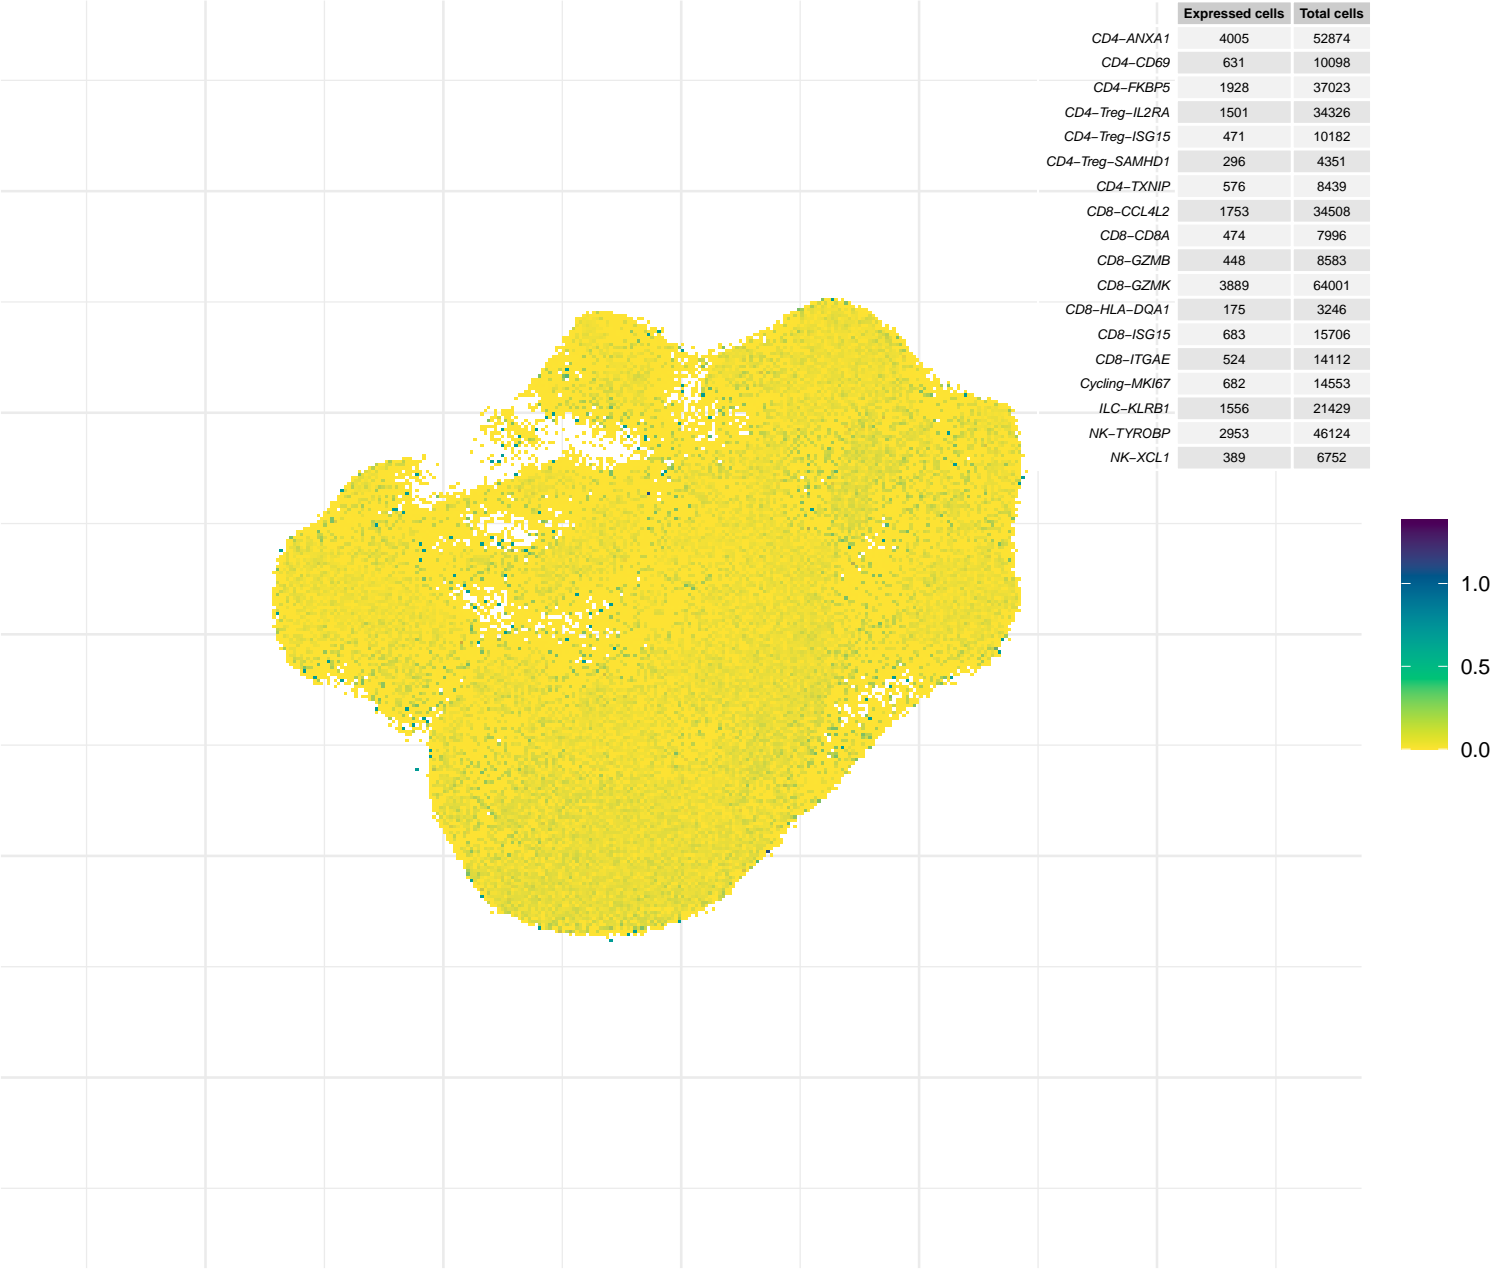 Expressed cells Total cells
CD4−ANXA1 4005 52874
CD4−CD69 631 10098
CD4−FKBP5 1928 37023
CD4−Treg−IL2RA 1501 34326
CD4−Treg−ISG15 471 10182
CD4−Treg−SAMHD1 296 4351
CD4−TXNIP 576 8439
CD8−CCL4L2 1753 34508
CD8−CD8A 474 7996
CD8−GZMB 448 8583
CD8−GZMK 3889 64001
CD8−HLA−DQA1 175 3246
CD8−ISG15 683 15706
CD8−ITGAE 524 14112
Cycling−MKI67 682 14553
ILC−KLRB1 1556 21429
NK−TYROBP 2953 46124
NK−XCL1 389 6752
1.0
0.5
0.0